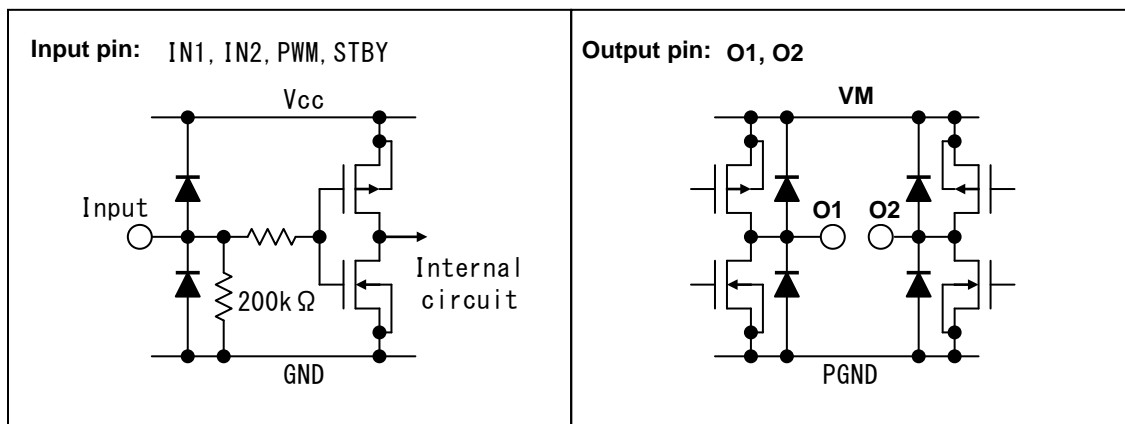 Input pin: IN1, IN2, PWM, STBY
Vcc
Input
200kΩ
Internal
circuit
GND
Output pin: O1, O2
VM
O1 O2
PGND